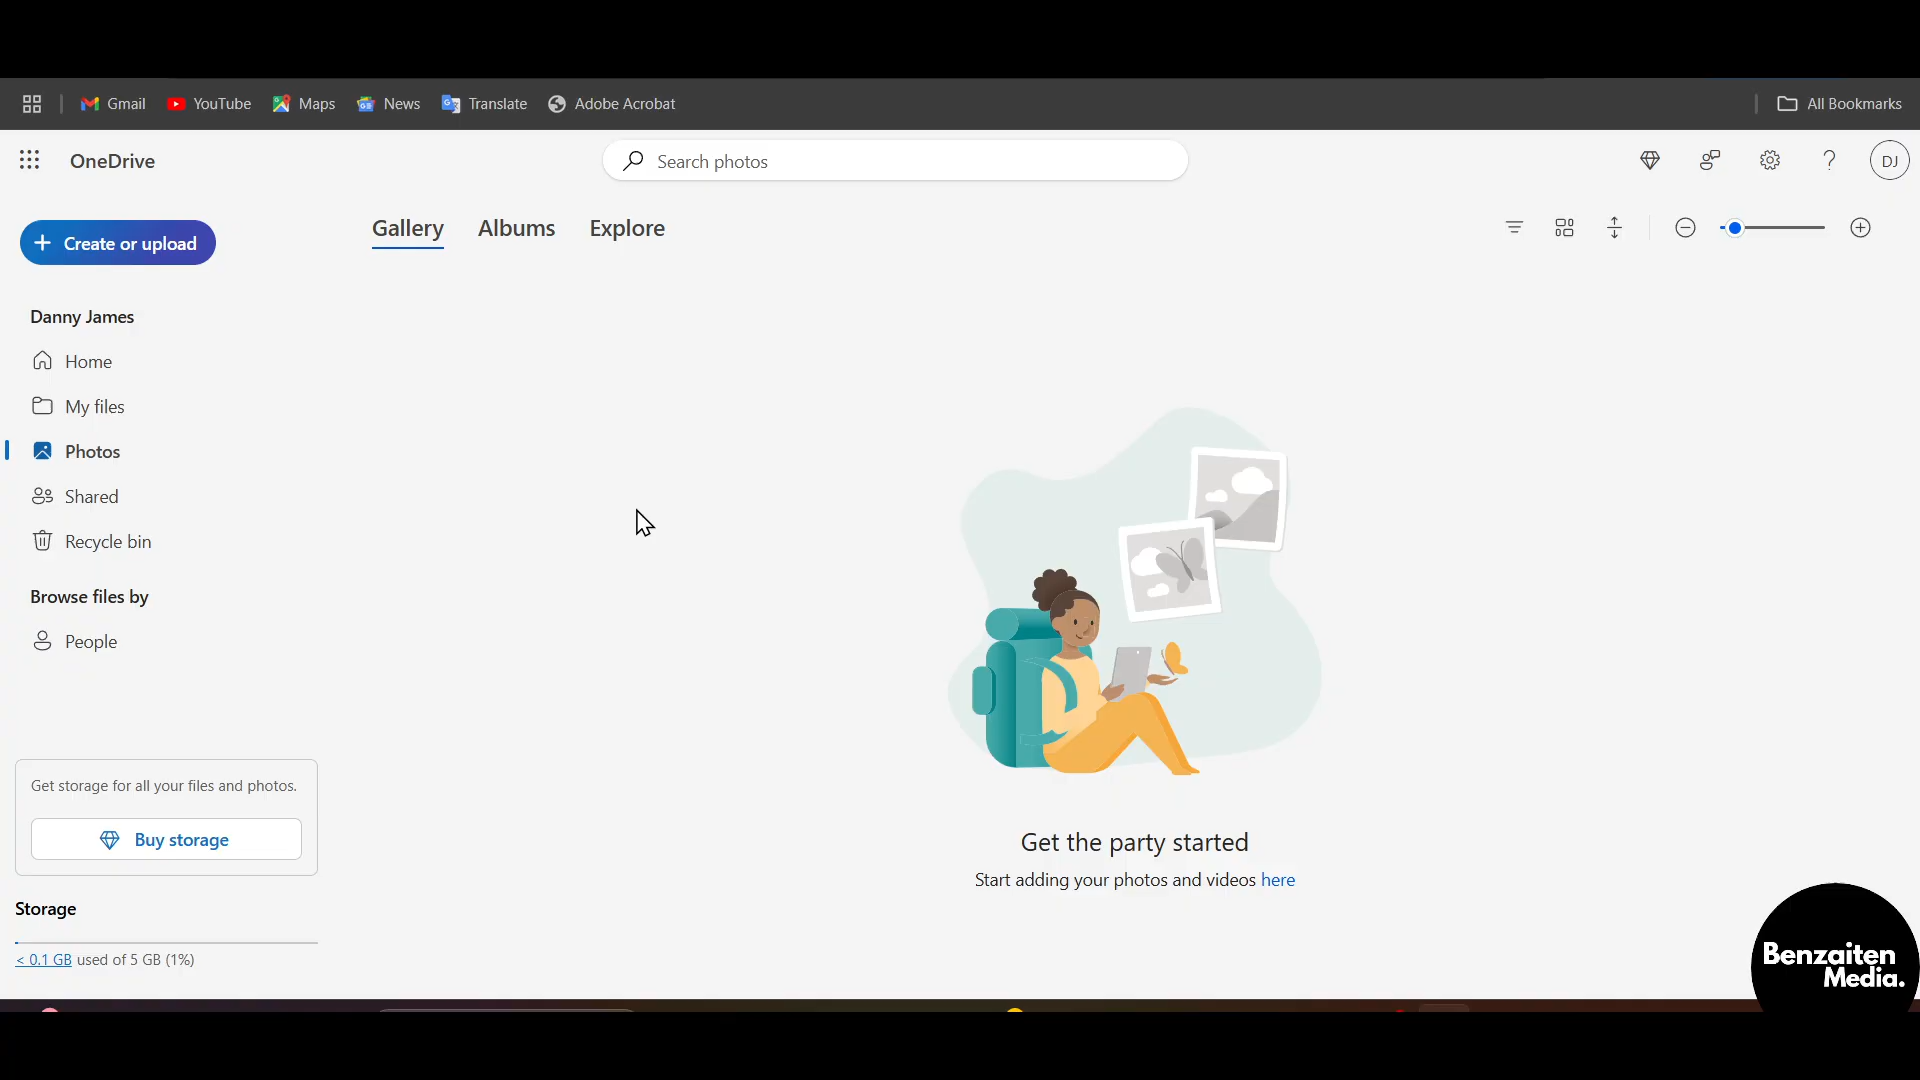 Gmail YouTube Maps News Translate Adobe Acrobat All Bookmarks
OneDrive Search photos DJ
+ Create or upload Gallery Albums Explore
Danny James
Home
My files
Photos
Shared
Recycle bin
Browse files by
People
Get storage for all your files and photos.
Buy storage
Storage
< 0.1 GB used of 5 GB (1%)
Get the party started
Start adding your photos and videos here
Benzaiten
Media.